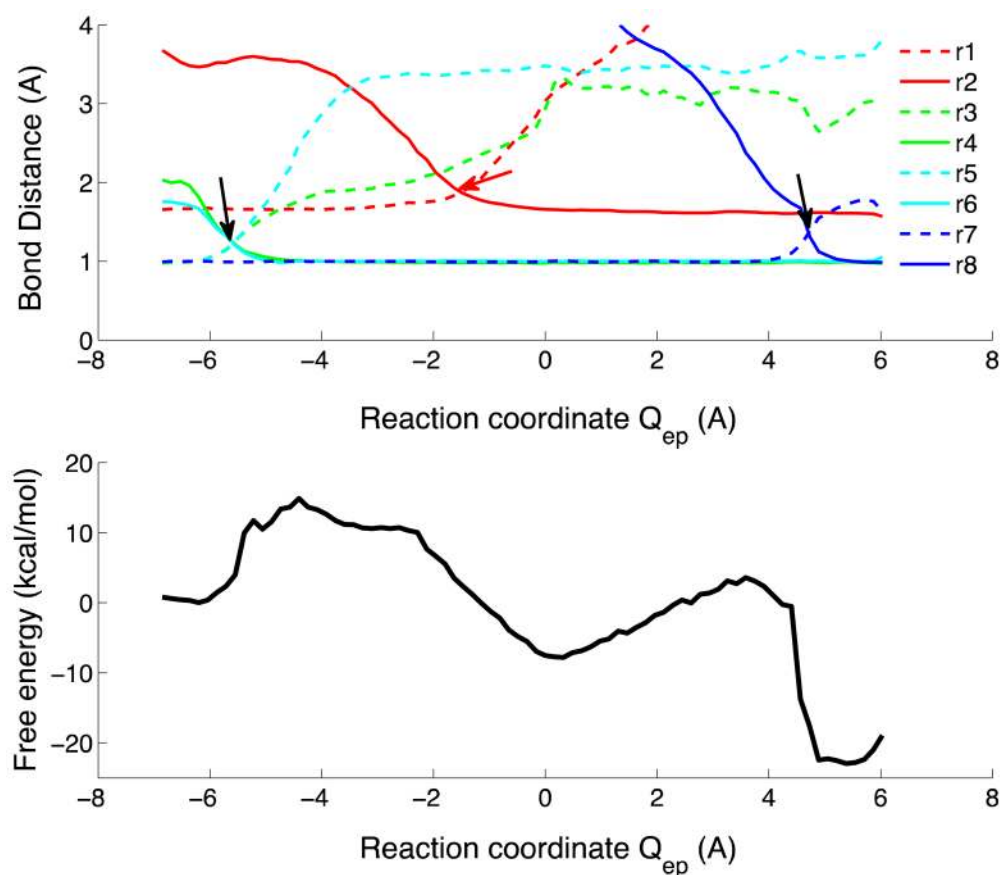 4
3
2
1
0
Bond Distance (A)
−8 −6 −4 −2 0 2 4 6 8
Reaction coordinate Q_ep (A)
r1
r2
r3
r4
r5
r6
r7
r8
20
10
0
−10
−20
Free energy (kcal/mol)
−8 −6 −4 −2 0 2 4 6 8
Reaction coordinate Q_ep (A)